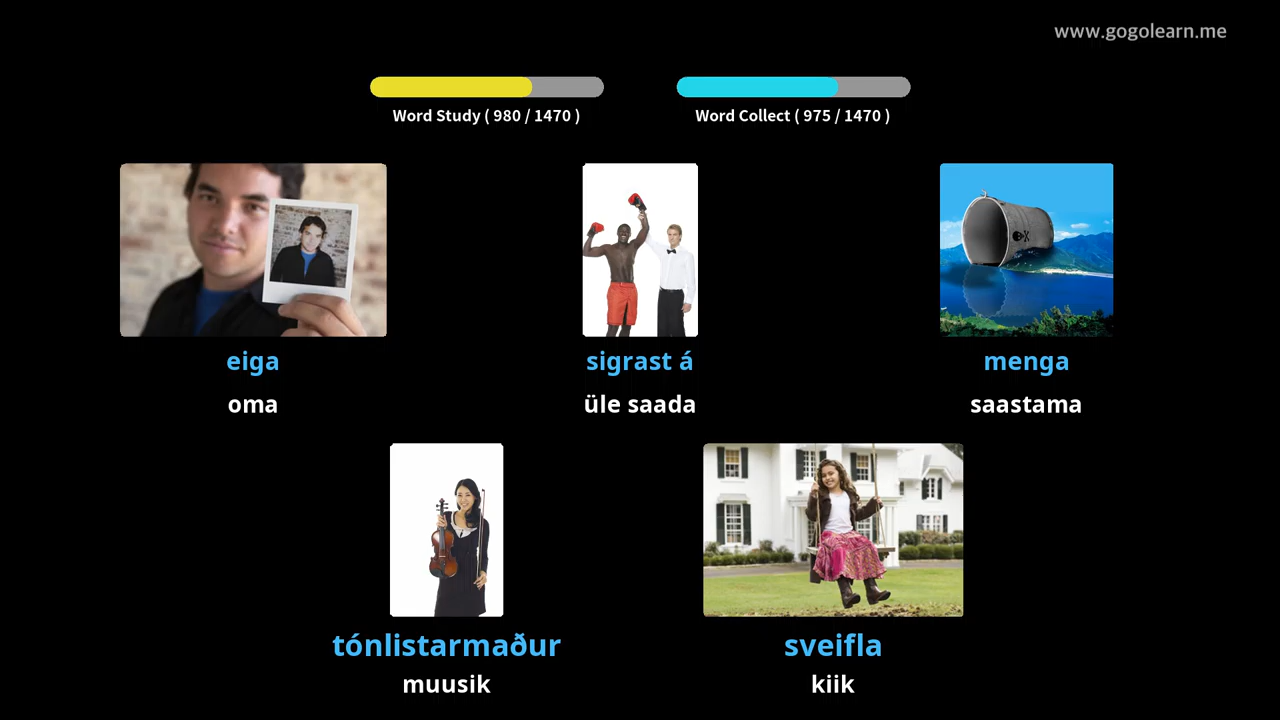 www.gogolearn.me
Word Study ( 980 / 1470 )
Word Collect ( 975 / 1470 )
eiga
oma
sigrast á
üle saada
menga
saastama
tónlistarmaður
muusik
sveifla
kiik